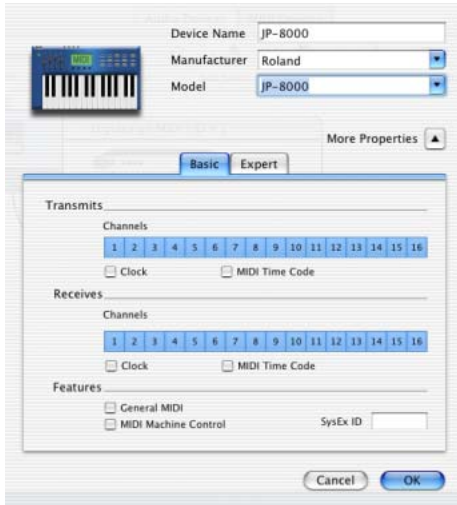 Device Name JP-8000
Manufacturer Roland
MIDI
Model JP-8000
More Properties
Basic Expert
Transmits
Channels
1 2 3 4 5 6 7 8 9 10 11 12 13 14 15 16
Clock MIDI Time Code
Receives
Channels
1 2 3 4 5 6 7 8 9 10 11 12 13 14 15 16
Clock MIDI Time Code
Features
General MIDI
MIDI Machine Control SysEx ID
Cancel OK